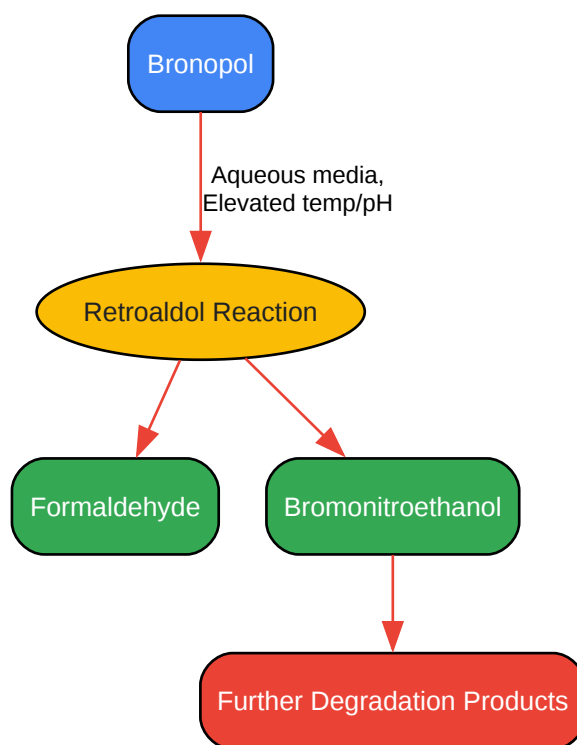 Bronopol
Aqueous media,
Elevated temp/pH
Retroaldol Reaction
Formaldehyde
Bromonitroethanol
Further Degradation Products